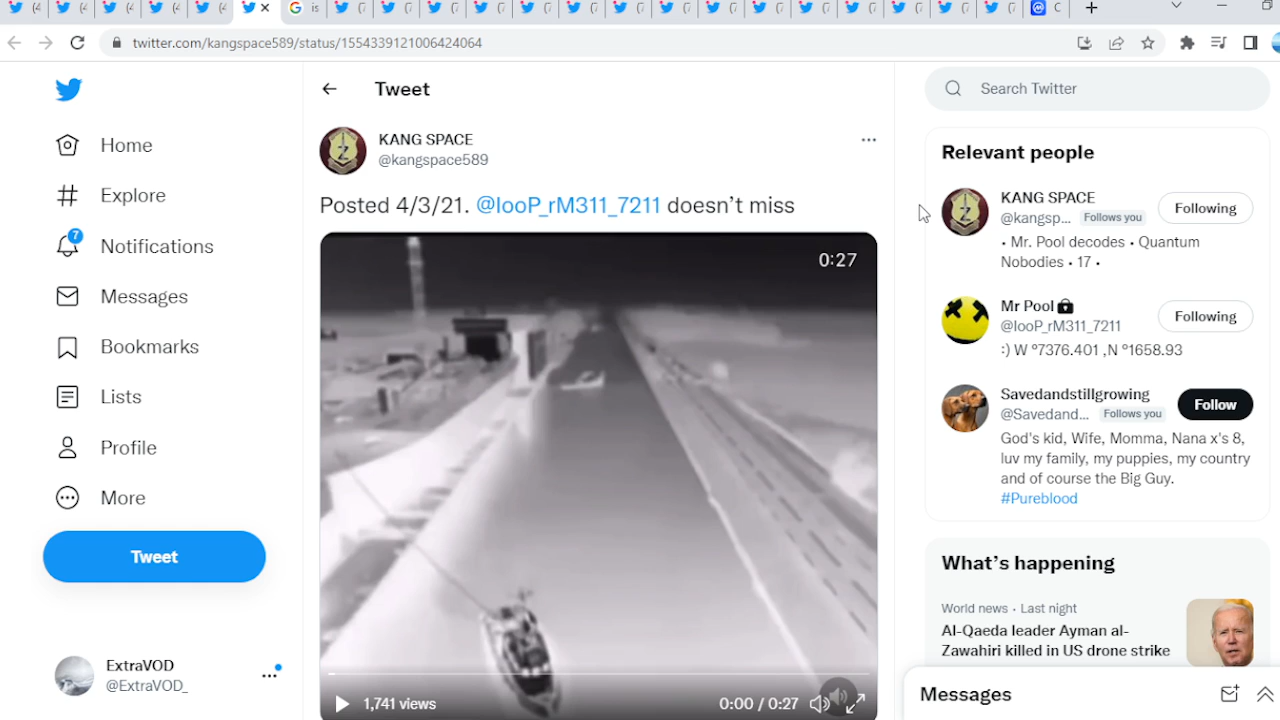 twitter.com/kangspace589/status/1554339121006424064
Tweet
Search Twitter
Home
Explore
7
Notifications
Messages
Bookmarks
Lists
Profile
More
Tweet
ExtraVOD
@ExtraVOD_
KANG SPACE
@kangspace589
Posted 4/3/21. @looP_rM311_7211 doesn’t miss
0:27
1,741 views
0:00 / 0:27
Relevant people
KANG SPACE
@kangsp... Follows you
Following
• Mr. Pool decodes • Quantum
Nobodies • 17 •
Mr Pool
@looP_rM311_7211
Following
:) W º7376.401 ,N º1658.93
Savedandstillgrowing
@Savedand... Follows you
Follow
God's kid, Wife, Momma, Nana x's 8,
luv my family, my puppies, my country
and of course the Big Guy.
#Pureblood
What’s happening
World news · Last night
Al-Qaeda leader Ayman al-
Zawahiri killed in US drone strike
Messages